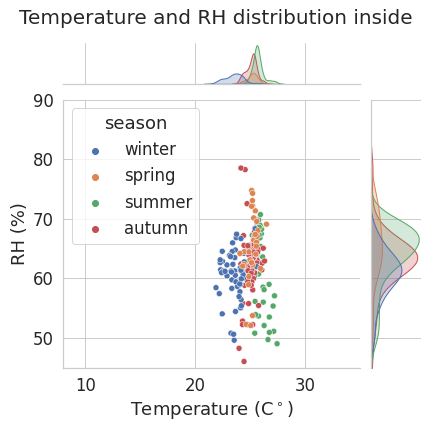 Temperature and RH distribution inside
90
80
70
60
50
RH (%)
season
winter
spring
summer
autumn
10
20
30
Temperature (C°)